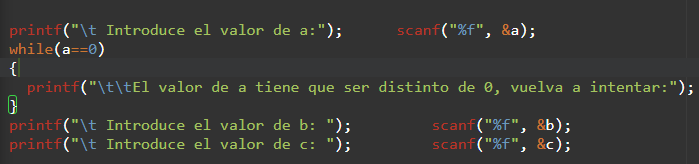 printf("\t Introduce el valor de a:");      scanf("%f", &a);
while(a==0)
{
  printf("\t\tEl valor de a tiene que ser distinto de 0, vuelva a intentar:");
}
printf("\t Introduce el valor de b: ");         scanf("%f", &b);
printf("\t Introduce el valor de c: ");         scanf("%f", &c);